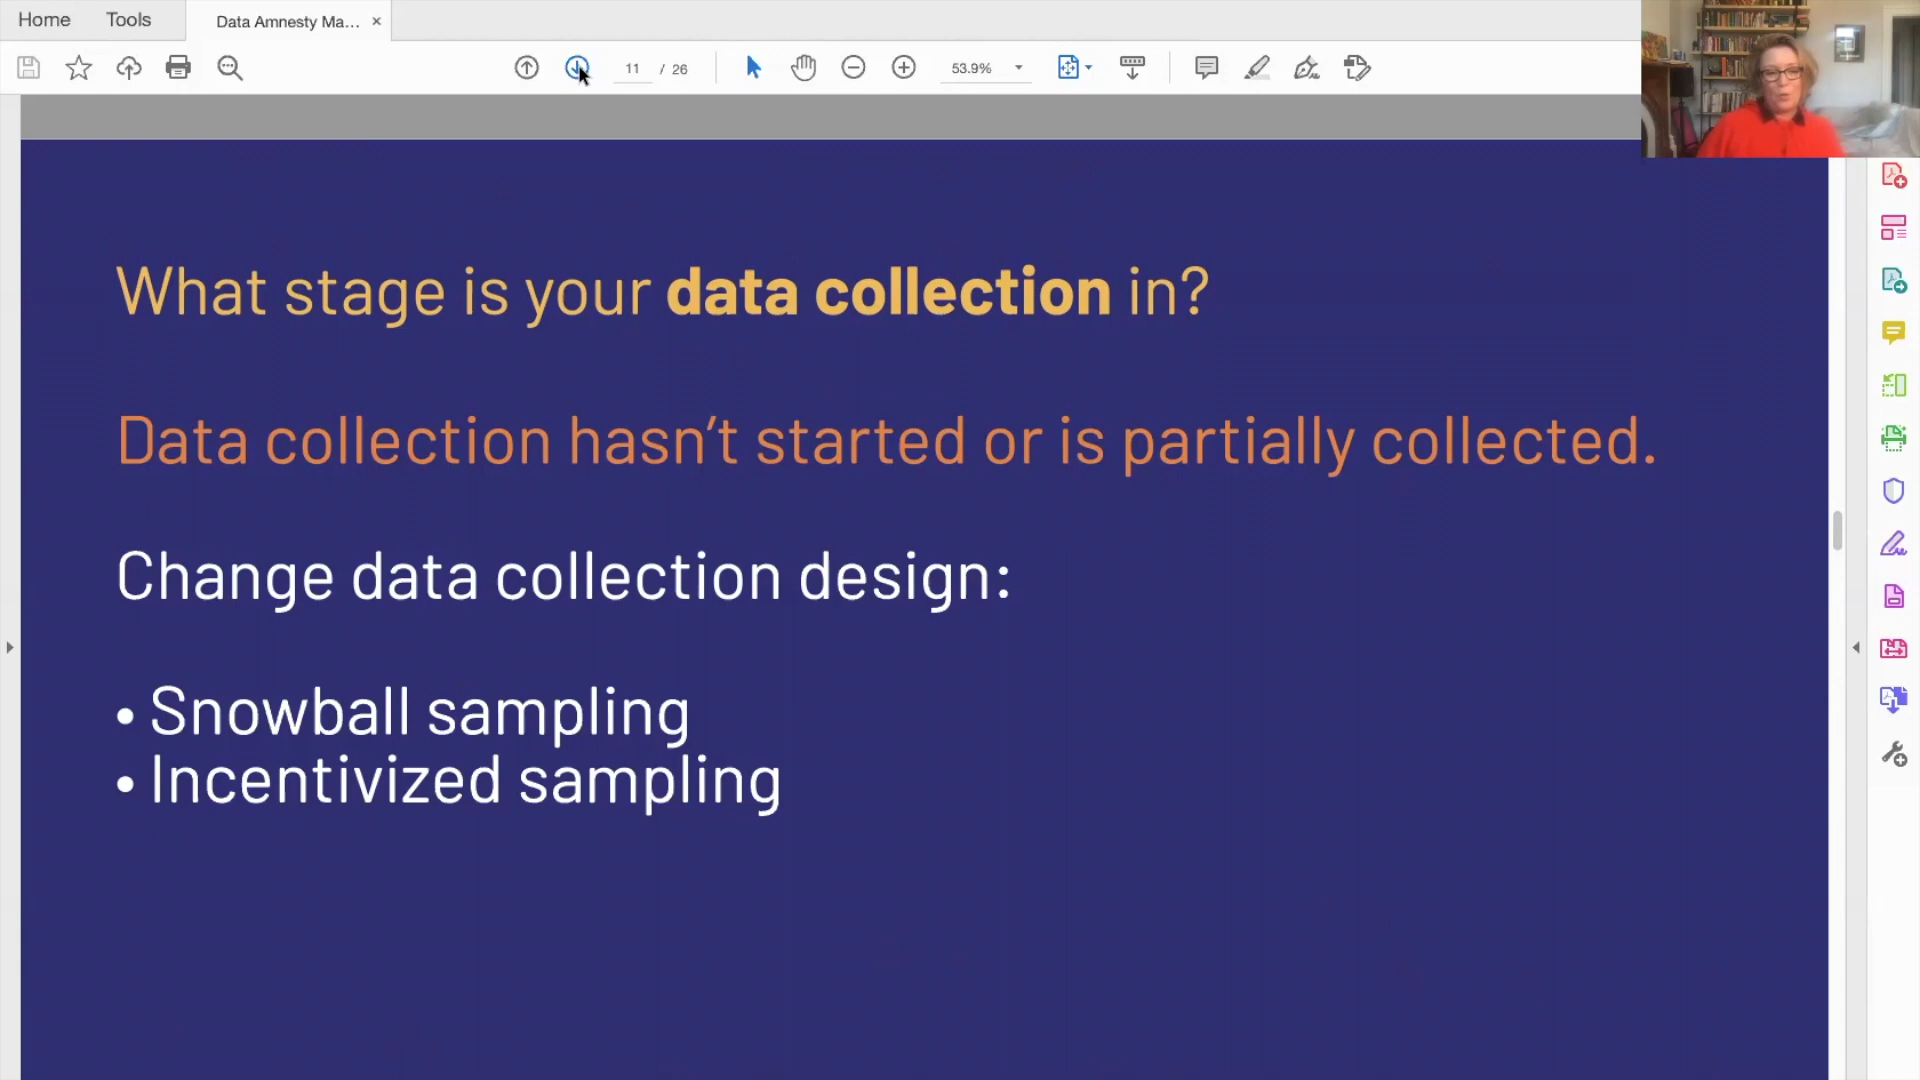 Home
Tools
Data Amnesty Ma...
11 / 26
53.9%
What stage is your data collection in?
Data collection hasn't started or is partially collected.
Change data collection design:
• Snowball sampling
• Incentivized sampling